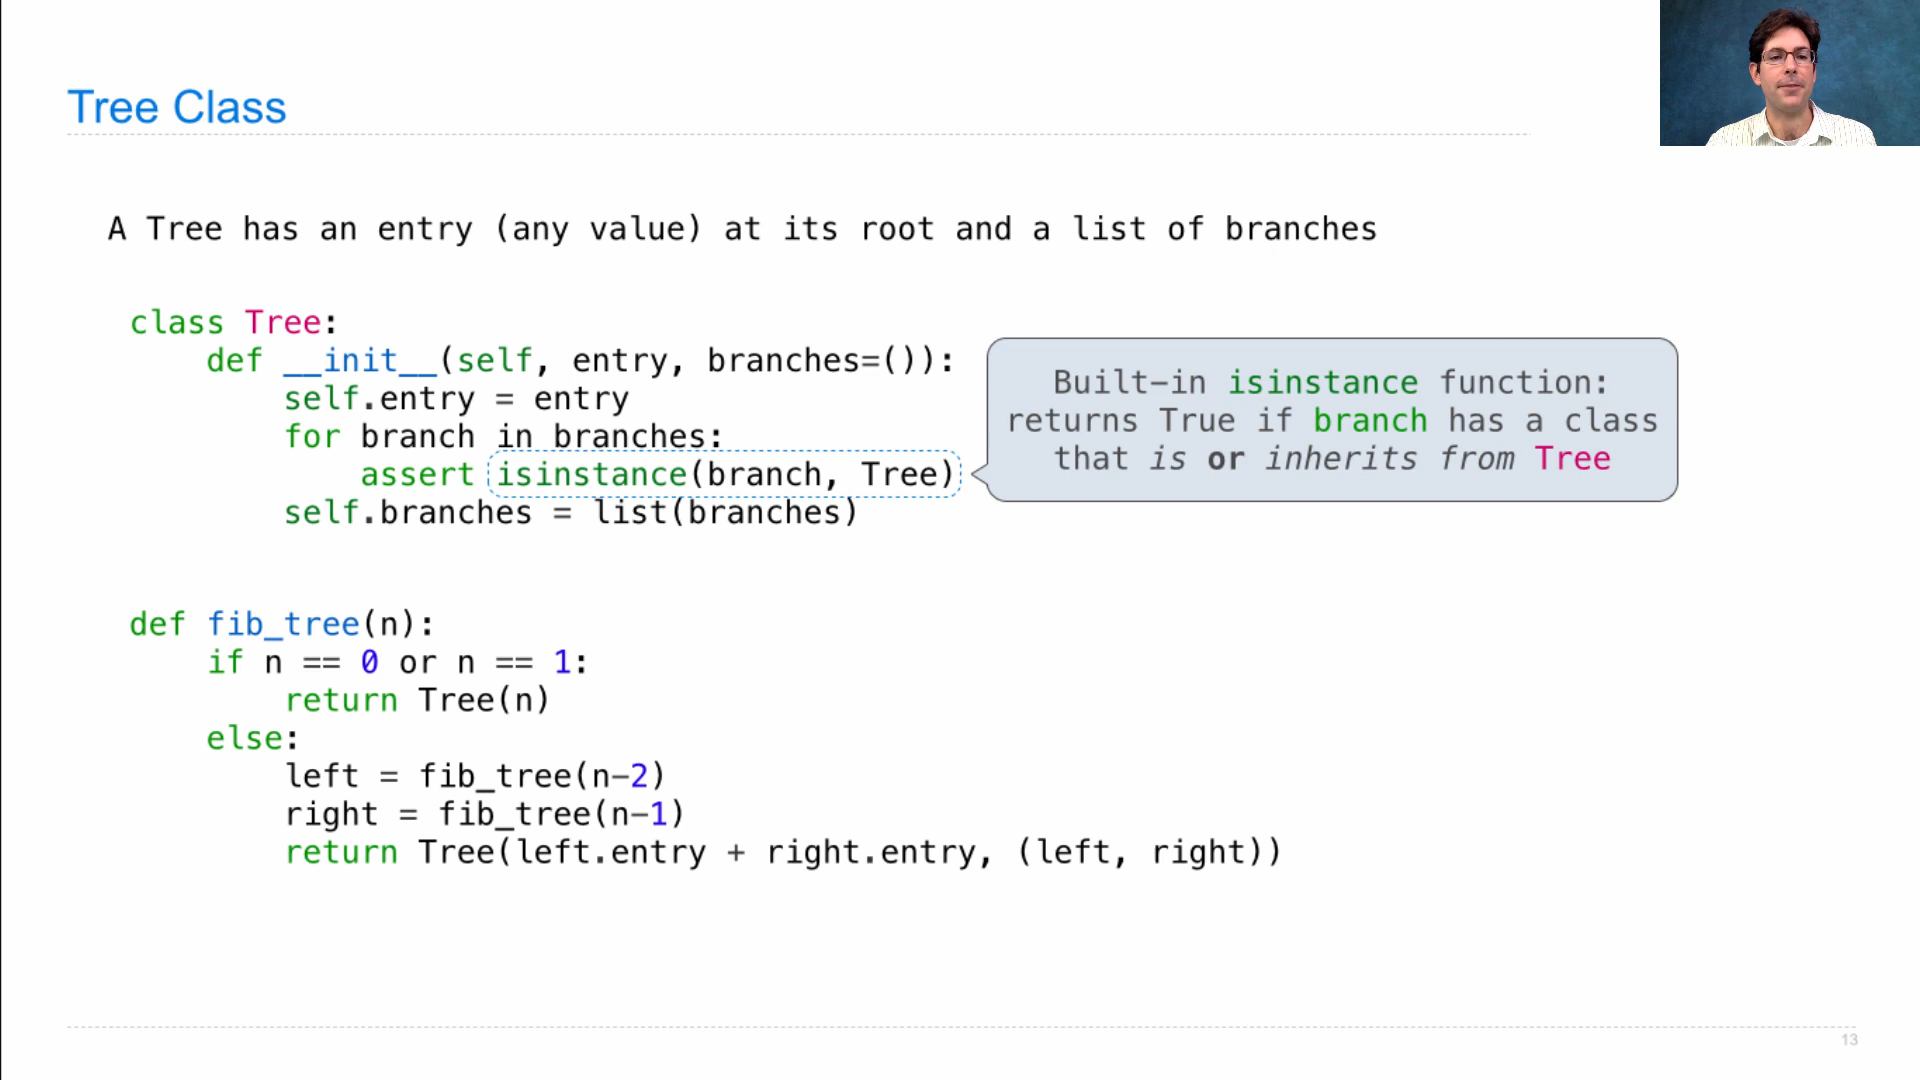 Tree Class
A Tree has an entry (any value) at its root and a list of branches
class Tree:
    def __init__(self, entry, branches=()):
        self.entry = entry
        for branch in branches:
            assert isinstance(branch, Tree)
        self.branches = list(branches)
Built-in isinstance function:
returns True if branch has a class
that is or inherits from Tree
def fib_tree(n):
    if n == 0 or n == 1:
        return Tree(n)
    else:
        left = fib_tree(n-2)
        right = fib_tree(n-1)
        return Tree(left.entry + right.entry, (left, right))
13